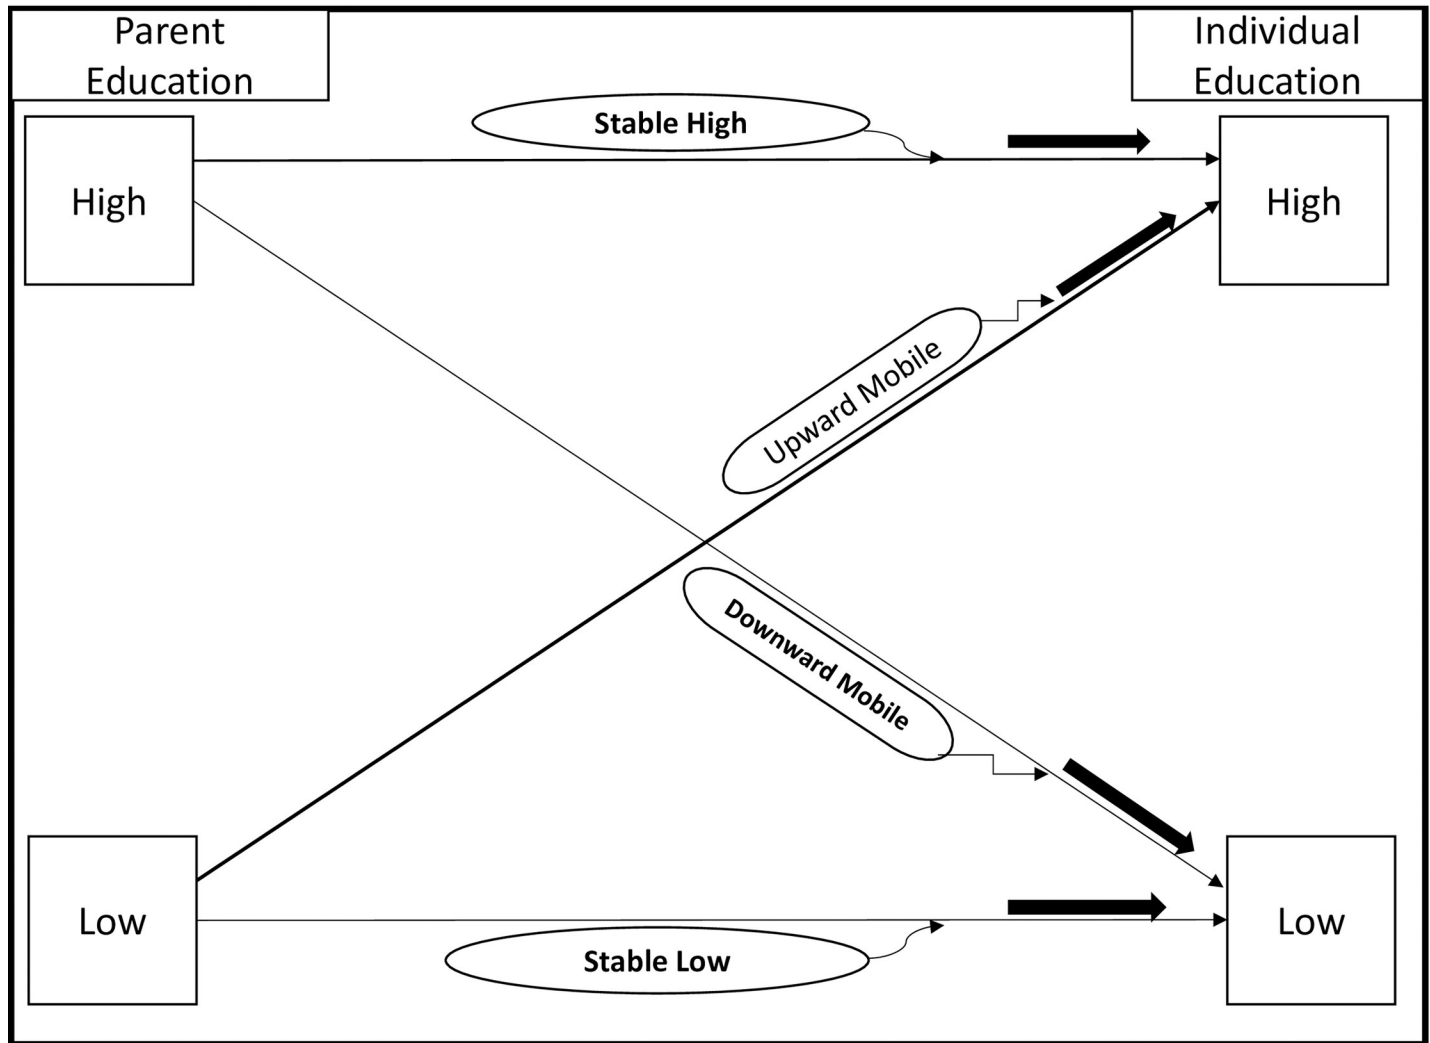 Parent
Education
Individual
Education
Stable High
High
High
Upward Mobile
Downward Mobile
Low
Low
Stable Low